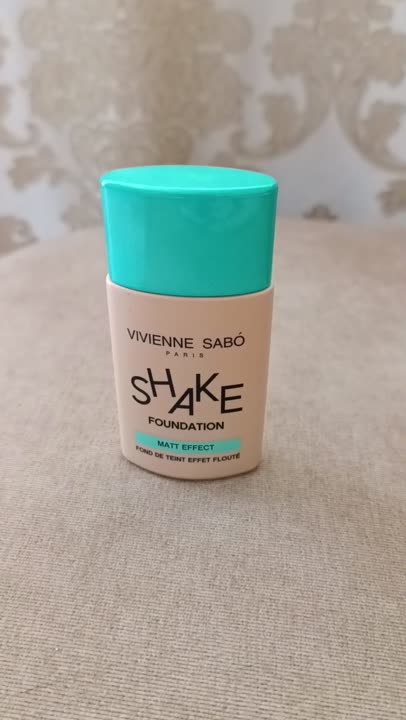 VIVIENNE SABÓ
PARIS
SHAKE
FOUNDATION
MATT EFFECT
FOND DE TEINT EFFET FLOUTÉ